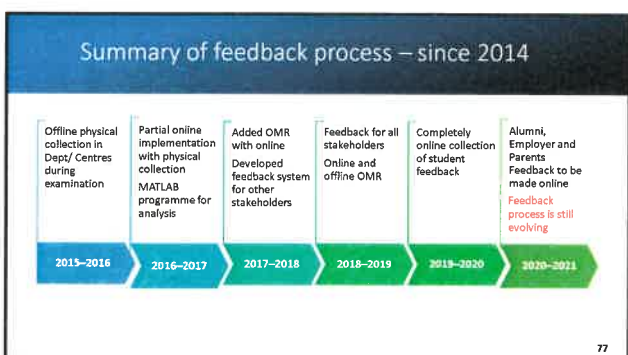 Summary of feedback process – since 2014
Offline physical
collection in
Dept/ Centres
during
examination
Partial online
implementation
with physical
collection
MATLAB
programme for
analysis
Added OMR
with online
Developed
feedback system
for other
stakeholders
Feedback for all
stakeholders
Online and
offline OMR
Completely
online collection
of student
feedback
Alumni,
Employer and
Parents
Feedback to be
made online
Feedback
process is still
evolving
2015–2016
2016–2017
2017–2018
2018–2019
2019–2020
2020–2021
77